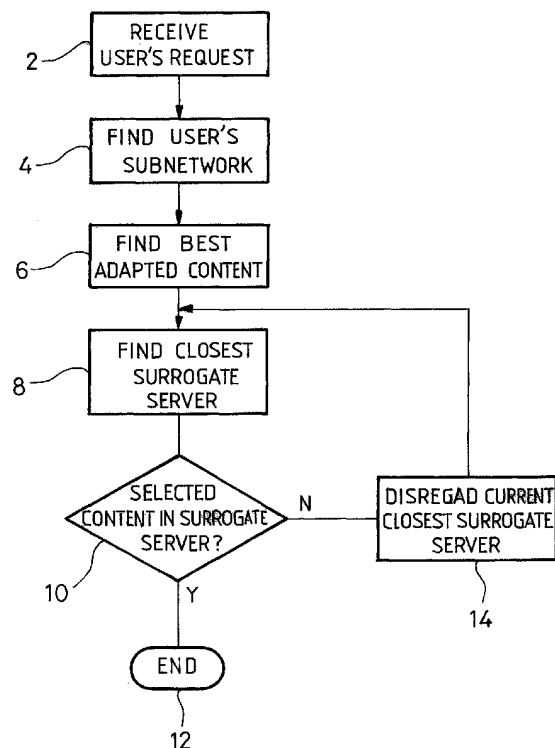 RECEIVE
USER'S REQUEST
2
FIND USER'S
SUBNETWORK
4
FIND BEST
ADAPTED CONTENT
6
FIND CLOSEST
SURROGATE
SERVER
8
SELECTED
CONTENT IN SURROGATE
SERVER?
10
N
DISREGAD CURRENT
CLOSEST SURROGATE
SERVER
14
Y
END
12